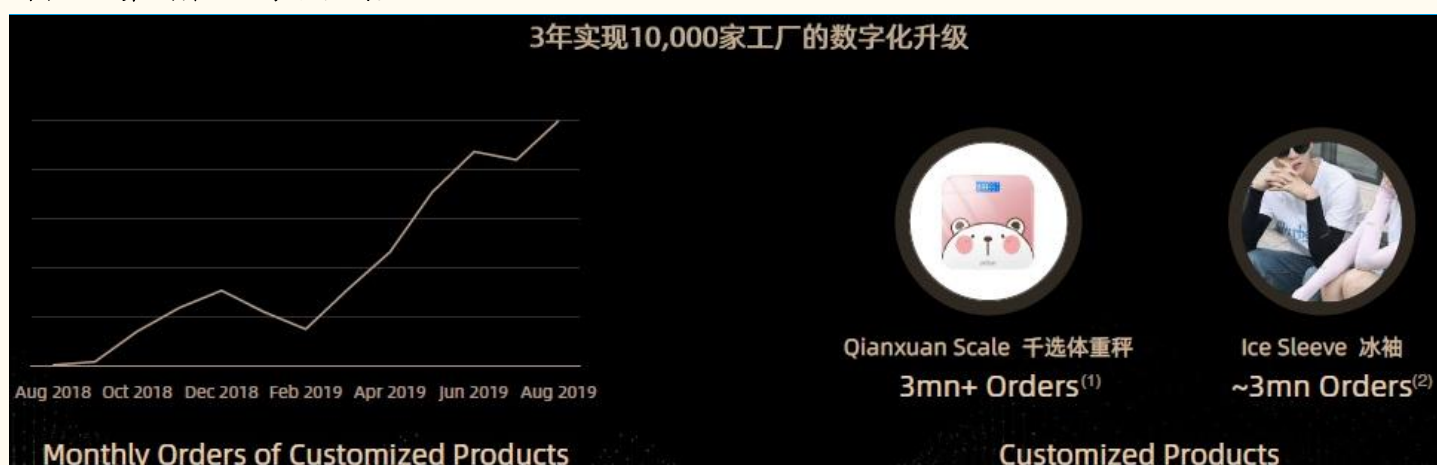 3年实现10,000家工厂的数字化升级
Aug 2018 Oct 2018 Dec 2018 Feb 2019 Apr 2019 Jun 2019 Aug 2019
Qianxuan Scale 千选体重秤
3mn+ Orders(1)
Ice Sleeve 冰袖
~3mn Orders(2)
Monthly Orders of Customized Products
Customized Products